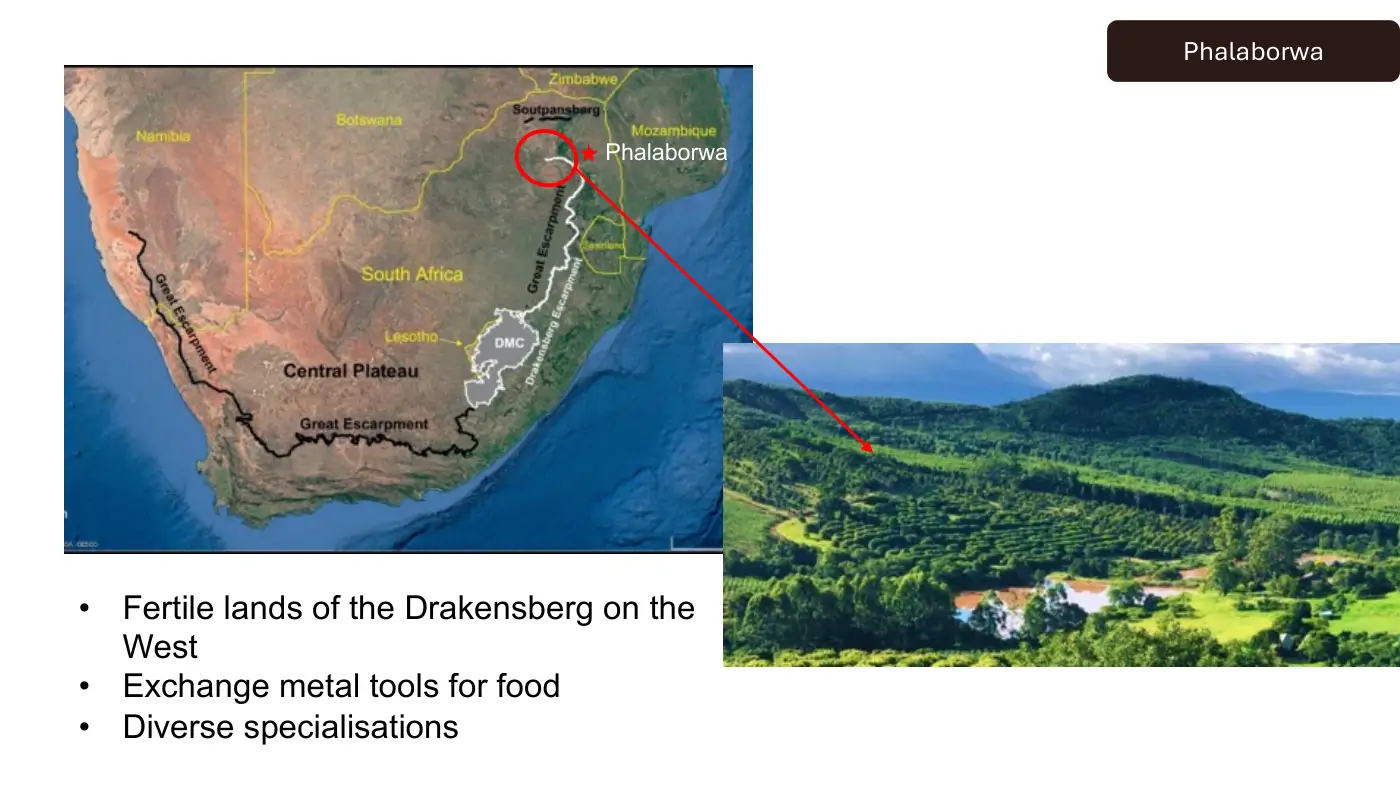 Phalaborwa
Zimbabwe
Soutpansberg
Botswana
Namibia
Mozambique
Phalaborwa
Great Escarpment
Swaziland
South Africa
Great Escarpment
Drakensberg Escarpment
Lesotho
DMC
Central Plateau
Great Escarpment
• Fertile lands of the Drakensberg on the
West
• Exchange metal tools for food
• Diverse specialisations